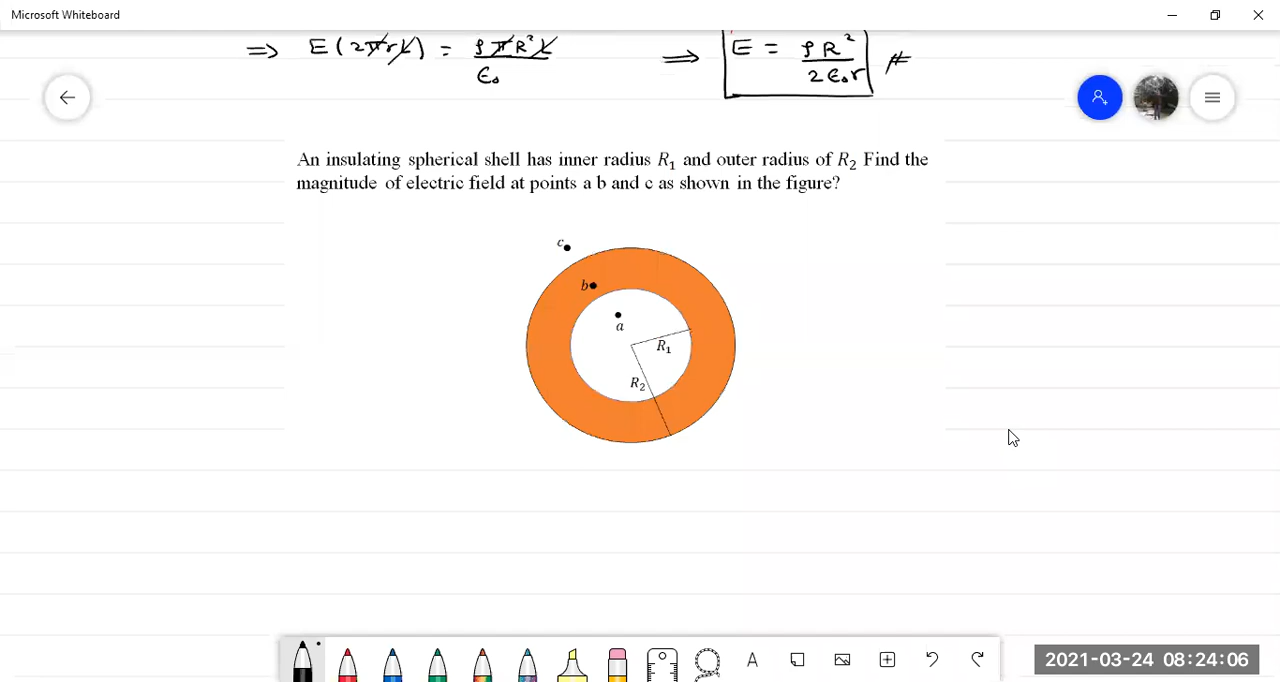 Microsoft Whiteboard
⇒ E (2πrL) = ρπR²L / ε₀ ⇒ E = ρR² / 2ε₀r #
An insulating spherical shell has inner radius R₁ and outer radius of R₂ Find the
magnitude of electric field at points a b and c as shown in the figure?
c
b
a
R₁
R₂
A
2021-03-24 08:24:06